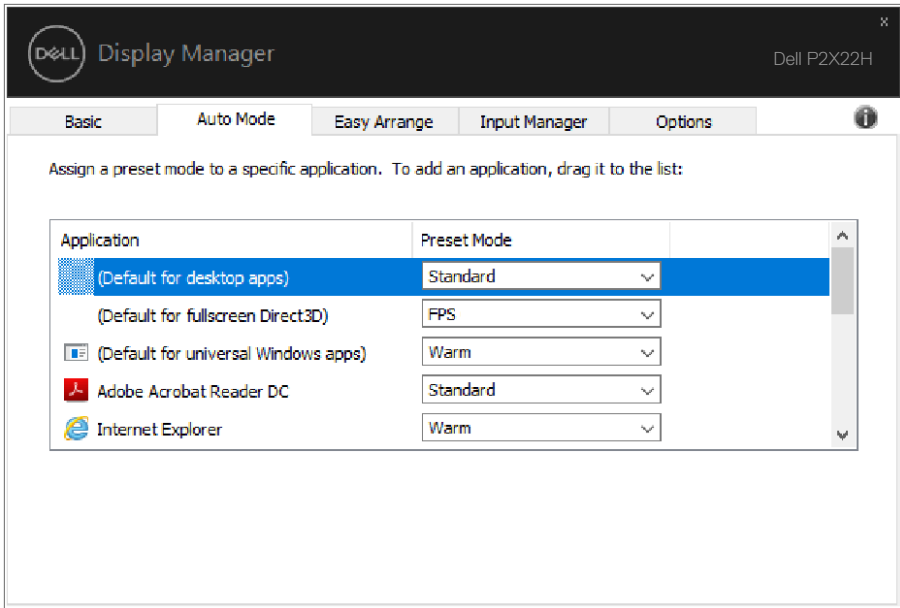 x
DELL Display Manager
Dell P2X22H
Basic Auto Mode Easy Arrange Input Manager Options
Assign a preset mode to a specific application. To add an application, drag it to the list:
Application Preset Mode
(Default for desktop apps) Standard
(Default for fullscreen Direct3D) FPS
(Default for universal Windows apps) Warm
Adobe Acrobat Reader DC Standard
Internet Explorer Warm